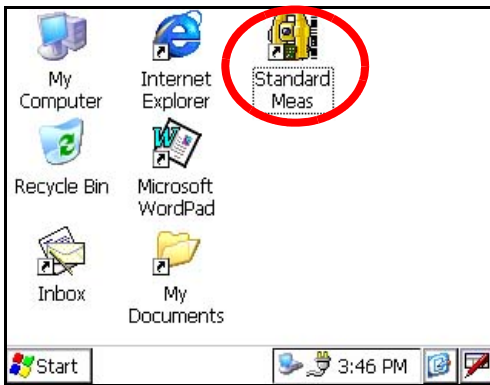 My
Computer
Internet
Explorer
Standard
Meas
Recycle Bin
Microsoft
WordPad
Inbox
My
Documents
Start
3:46 PM